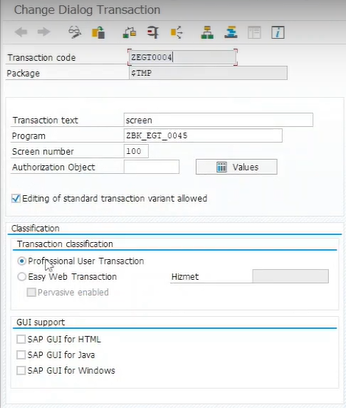 Change Dialog Transaction
Transaction code ZEGT0004
Package $TMP
Transaction text screen
Program ZBN_EGT_0045
Screen number 100
Authorization Object Values
Editing of standard transaction variant allowed
Classification
Transaction classification
Professional User Transaction
Easy Web Transaction Hizmet
Pervasive enabled
GUI support
SAP GUI for HTML
SAP GUI for Java
SAP GUI for Windows